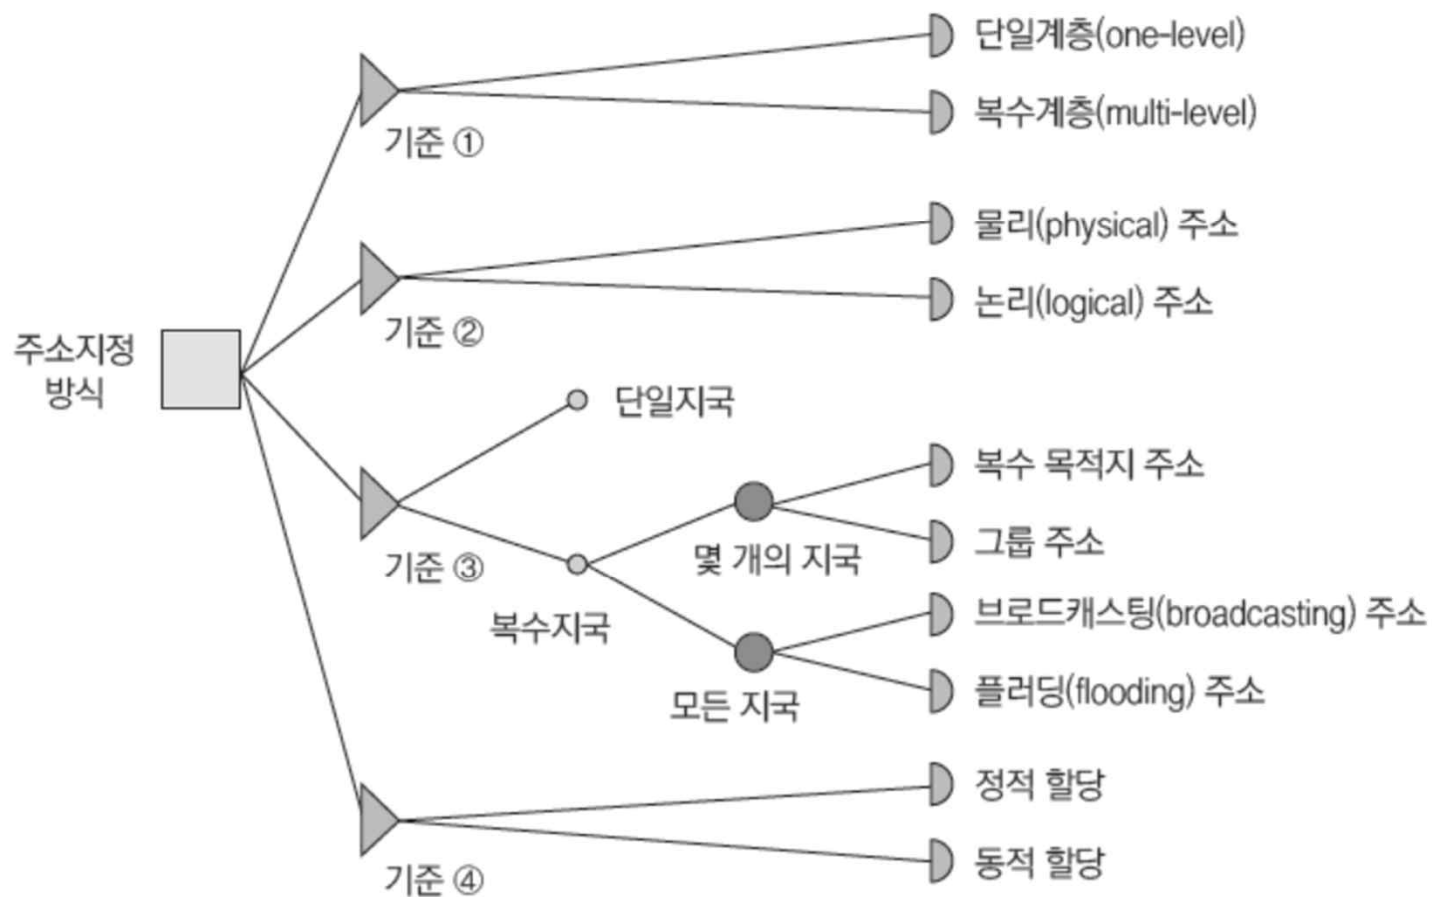 단일계층(one-level)
복수계층(multi-level)
기준 ①
물리(physical) 주소
논리(logical) 주소
기준 ②
주소지정
방식
단일지국
복수 목적지 주소
그룹 주소
몇 개의 지국
기준 ③
복수지국
브로드캐스팅(broadcasting) 주소
플러딩(flooding) 주소
모든 지국
정적 할당
동적 할당
기준 ④